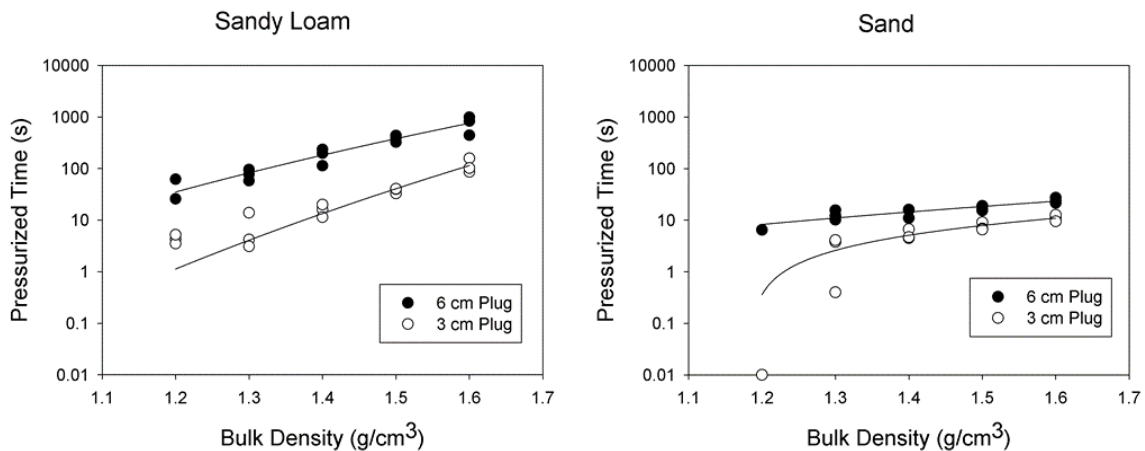 Sandy Loam
Pressurized Time (s)
10000
1000
100
10
1
0.1
0.01
6 cm Plug
3 cm Plug
1.1 1.2 1.3 1.4 1.5 1.6 1.7
Bulk Density (g/cm³)
Sand
Pressurized Time (s)
10000
1000
100
10
1
0.1
0.01
6 cm Plug
3 cm Plug
1.1 1.2 1.3 1.4 1.5 1.6 1.7
Bulk Density (g/cm³)